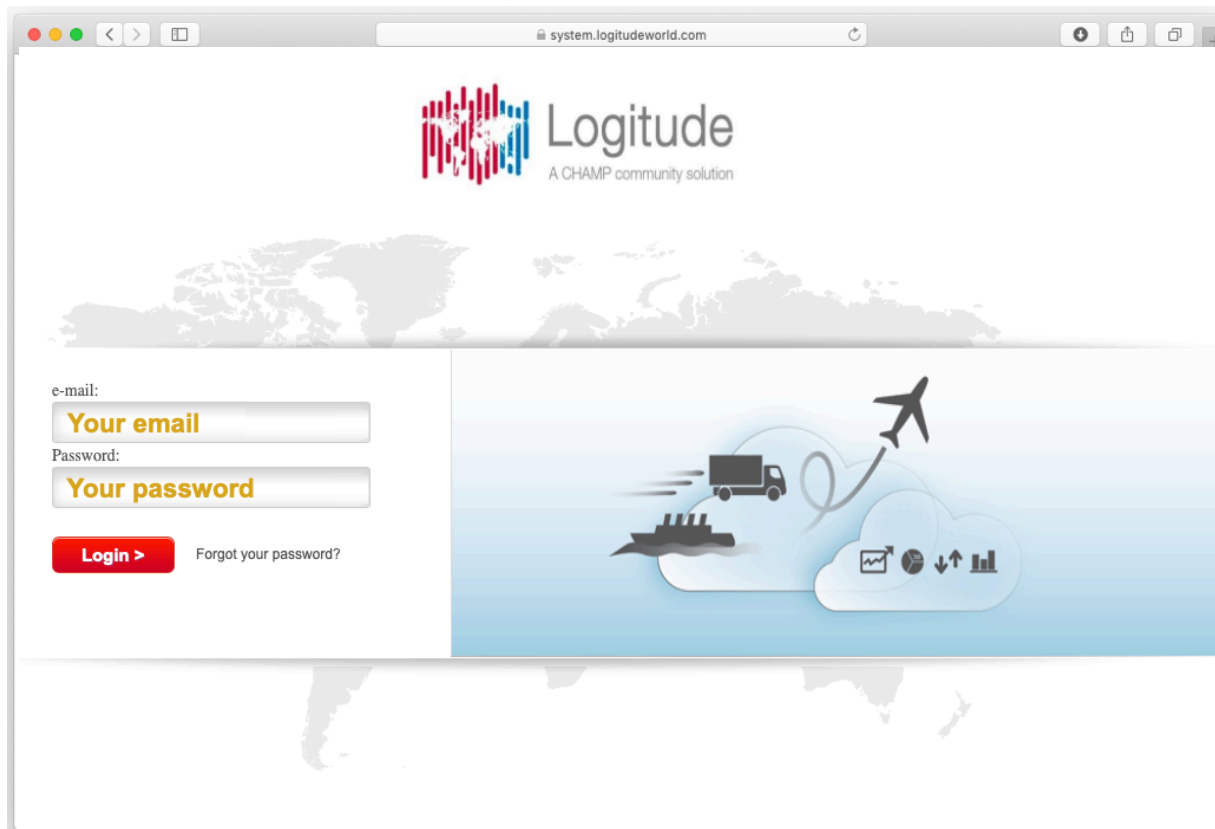 system.logitudeworld.com
Logitude
A CHAMP community solution
e-mail:
Your email
Password:
Your password
Login >
Forgot your password?